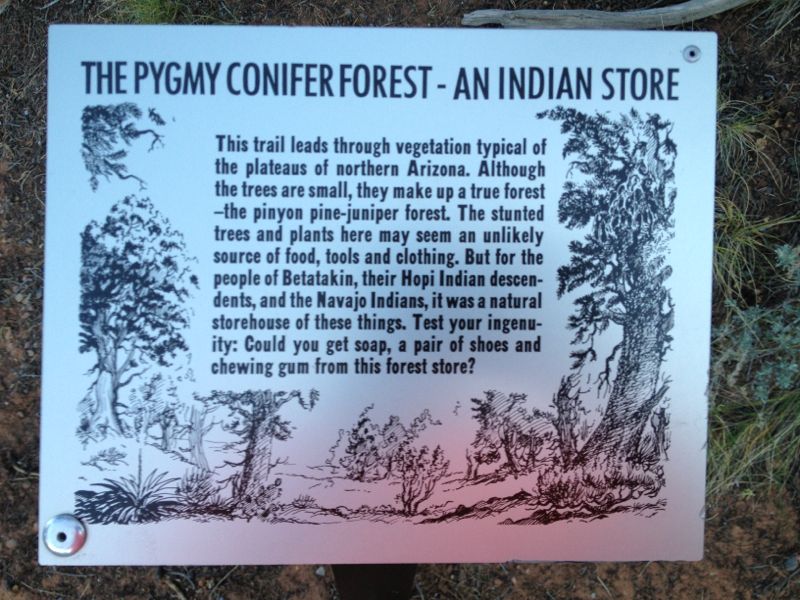 THE PYGMY CONIFER FOREST - AN INDIAN STORE
This trail leads through vegetation typical of
the plateaus of northern Arizona. Although
the trees are small, they make up a true forest
–the pinyon pine-juniper forest. The stunted
trees and plants here may seem an unlikely
source of food, tools and clothing. But for the
people of Betatakin, their Hopi Indian descen-
dents, and the Navajo Indians, it was a natural
storehouse of these things. Test your ingenu-
ity: Could you get soap, a pair of shoes and
chewing gum from this forest store?